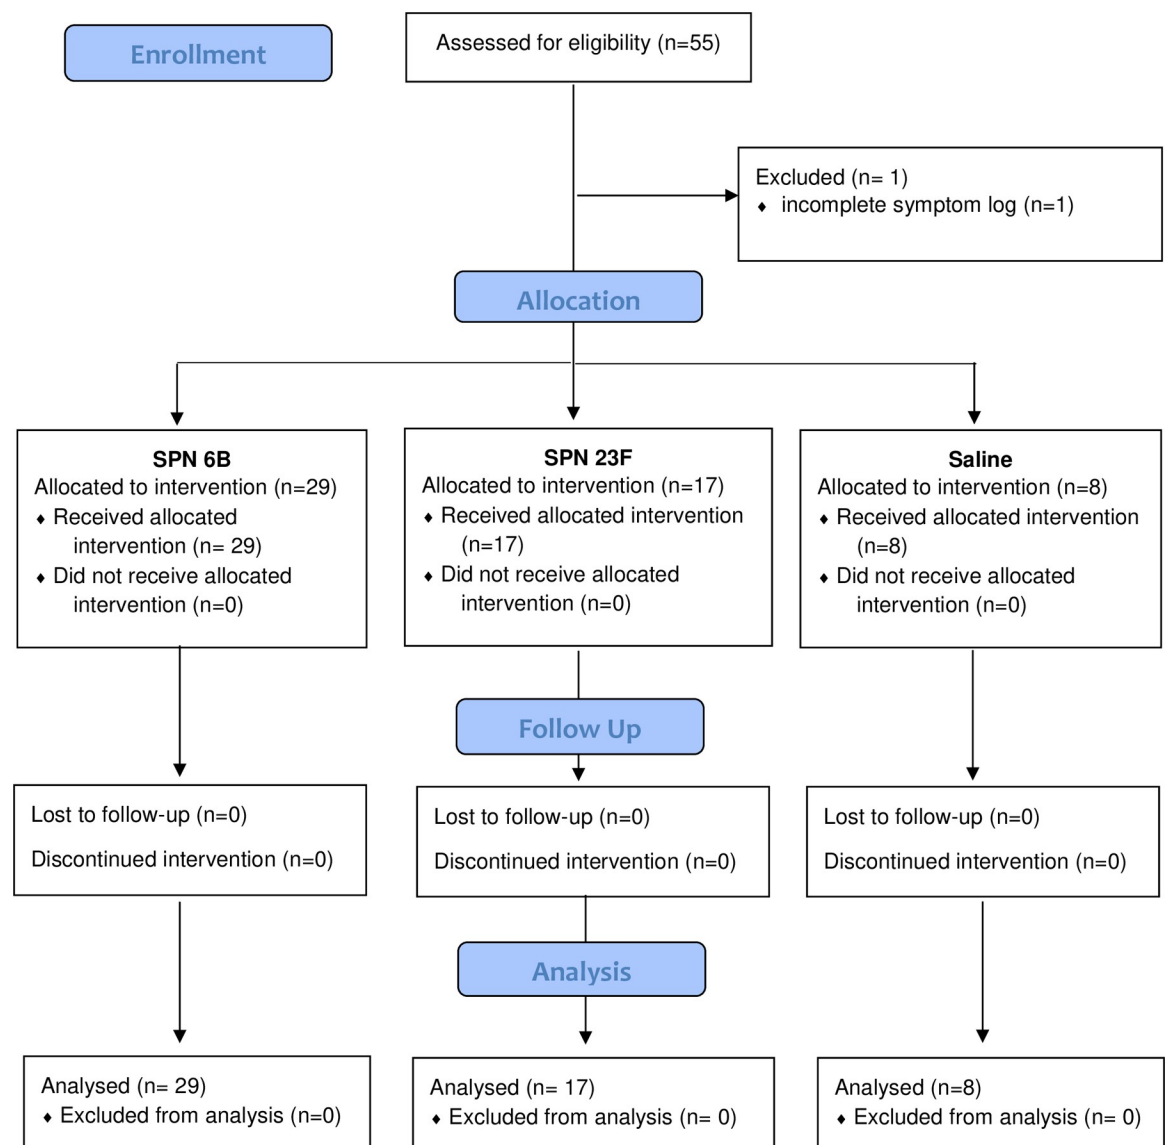 Enrollment
Assessed for eligibility (n=55)
Excluded (n= 1)
♦ incomplete symptom log (n=1)
Allocation
SPN 6B
Allocated to intervention (n=29)
♦ Received allocated
intervention (n= 29)
♦ Did not receive allocated
intervention (n=0)
SPN 23F
Allocated to intervention (n=17)
♦ Received allocated intervention
(n=17)
♦ Did not receive allocated
intervention (n=0)
Saline
Allocated to intervention (n=8)
♦ Received allocated intervention
(n=8)
♦ Did not receive allocated
intervention (n=0)
Follow Up
Lost to follow-up (n=0)
Discontinued intervention (n=0)
Lost to follow-up (n=0)
Discontinued intervention (n=0)
Lost to follow-up (n=0)
Discontinued intervention (n=0)
Analysis
Analysed (n= 29)
♦ Excluded from analysis (n=0)
Analysed (n= 17)
♦ Excluded from analysis (n= 0)
Analysed (n=8)
♦ Excluded from analysis (n= 0)